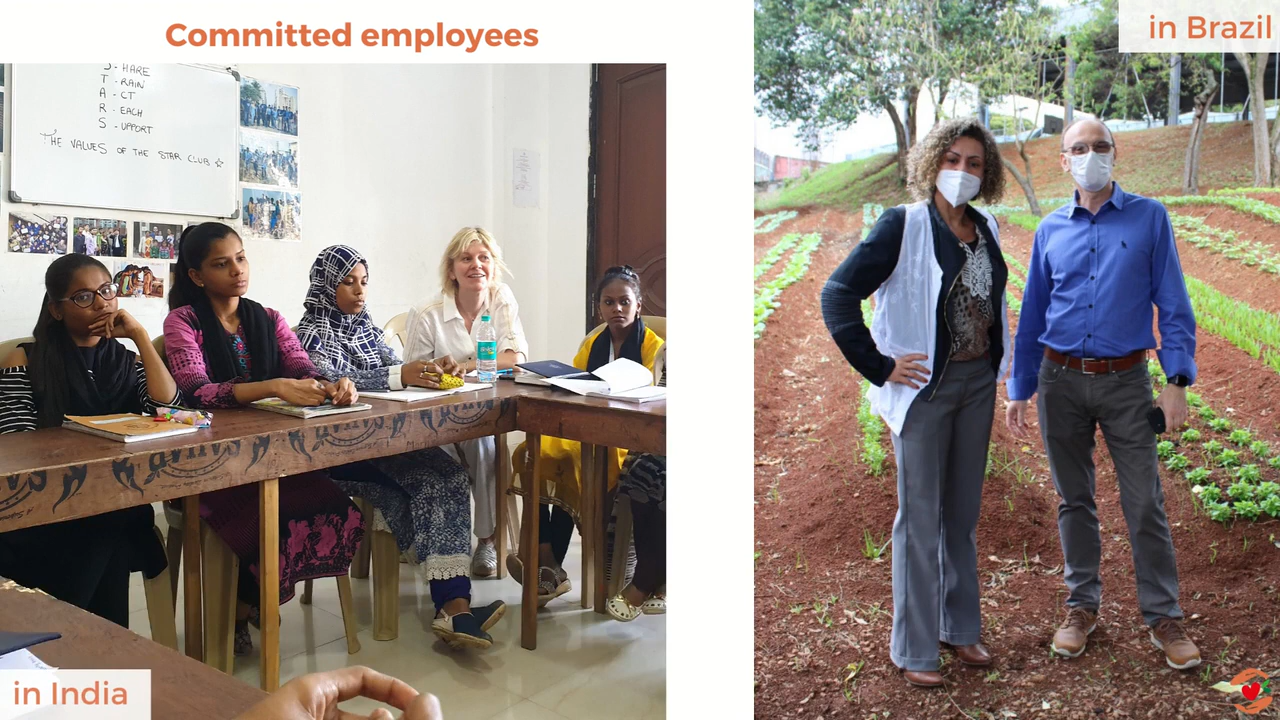 Committed employees
in Brazil
S - HARE
T - RAIN
A - CT
R - EACH
S - UPPORT
THE VALUES OF THE STAR CLUB ☆
in India